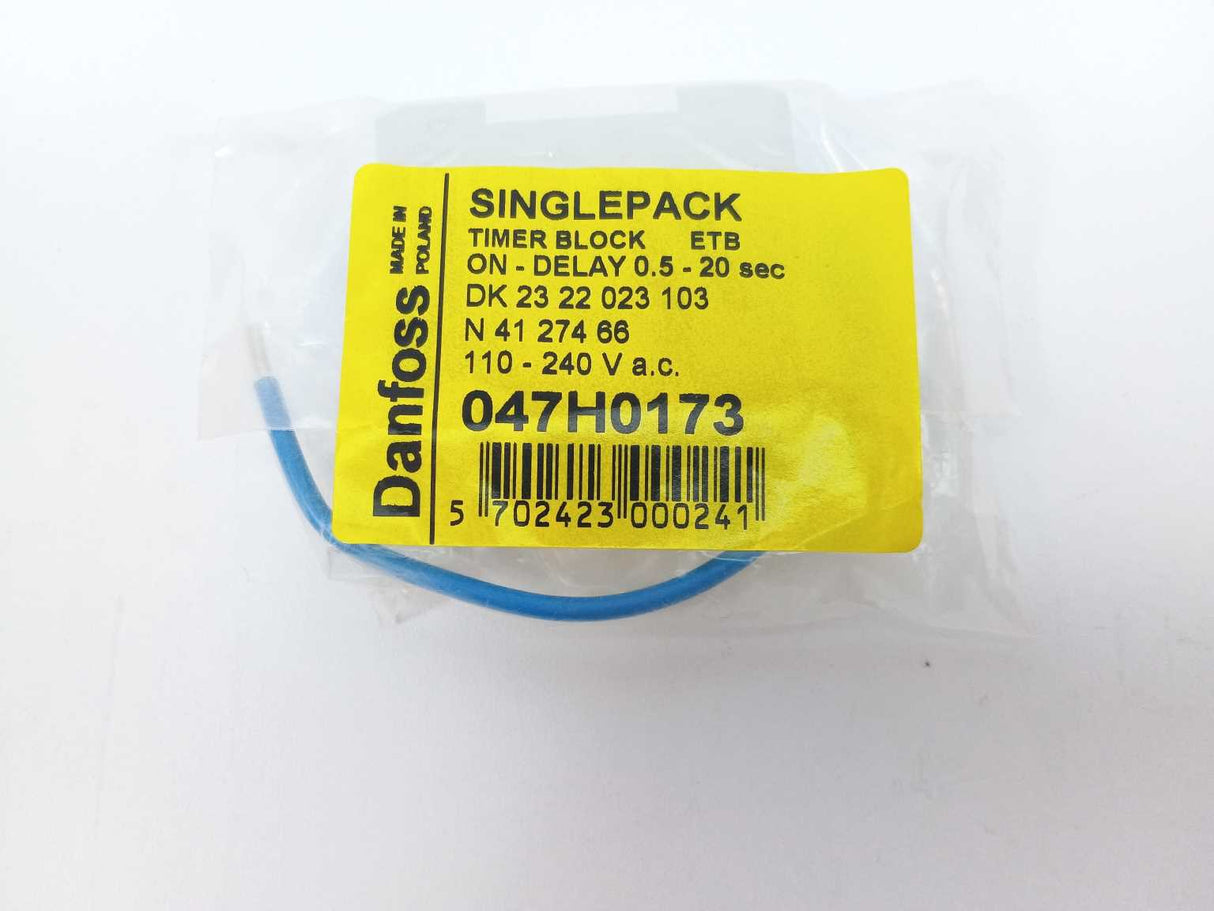 Danfoss
MADE IN
POLAND
SINGLEPACK
TIMER BLOCK ETB
ON - DELAY 0.5 - 20 sec
DK 23 22 023 103
N 41 274 66
110 - 240 V a.c.
047H0173
5 702423 000241